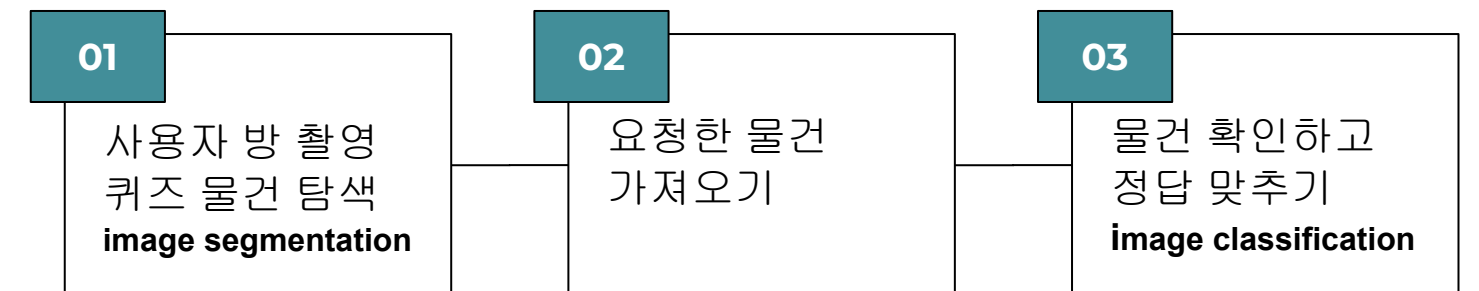 01
사용자 방 촬영
퀴즈 물건 탐색
image segmentation
02
요청한 물건
가져오기
03
물건 확인하고
정답 맞추기
image classification